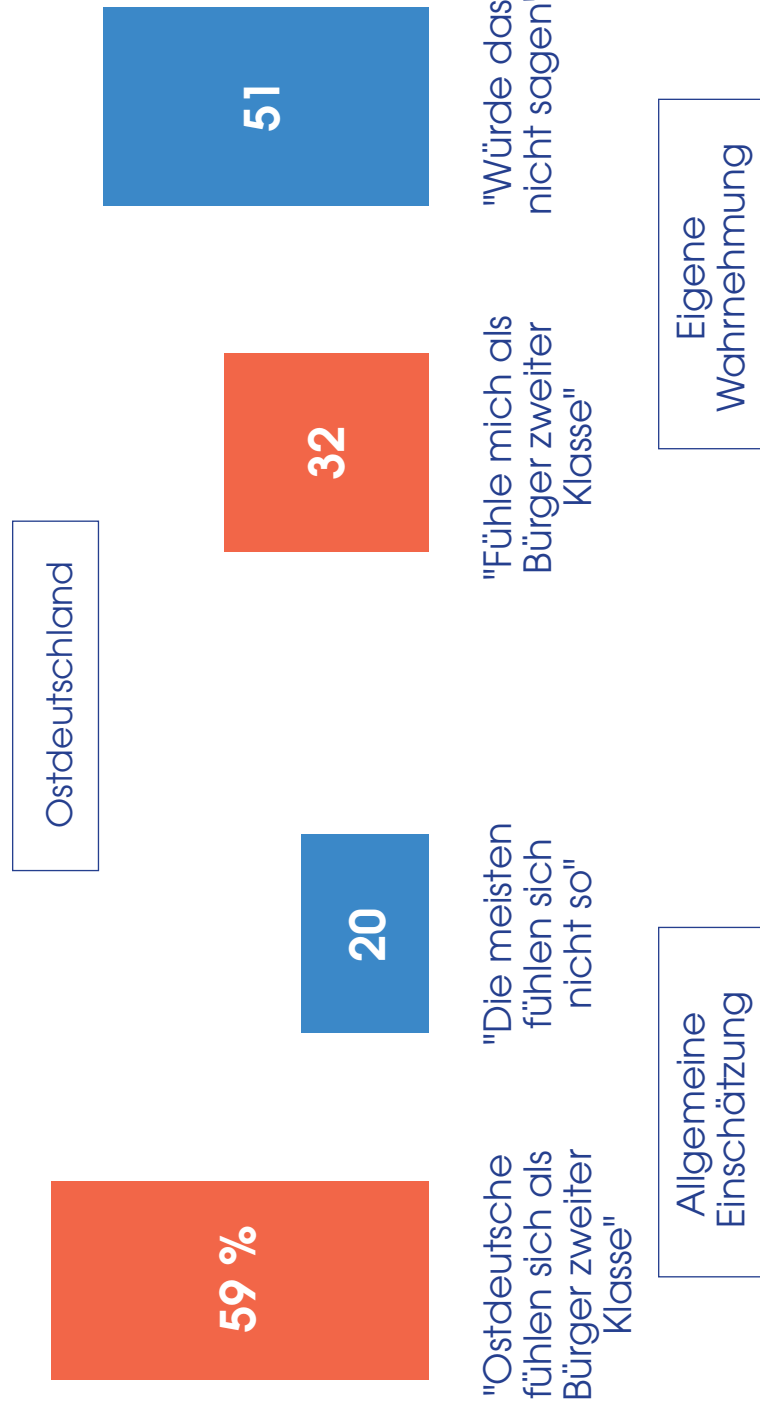 Ostdeutschland
59 %
20
32
51
"Ostdeutsche
fühlen sich als
Bürger zweiter
Klasse"
"Die meisten
fühlen sich
nicht so"
"Fühle mich als
Bürger zweiter
Klasse"
"Würde das
nicht sagen"
Allgemeine
Einschätzung
Eigene
Wahrnehmung